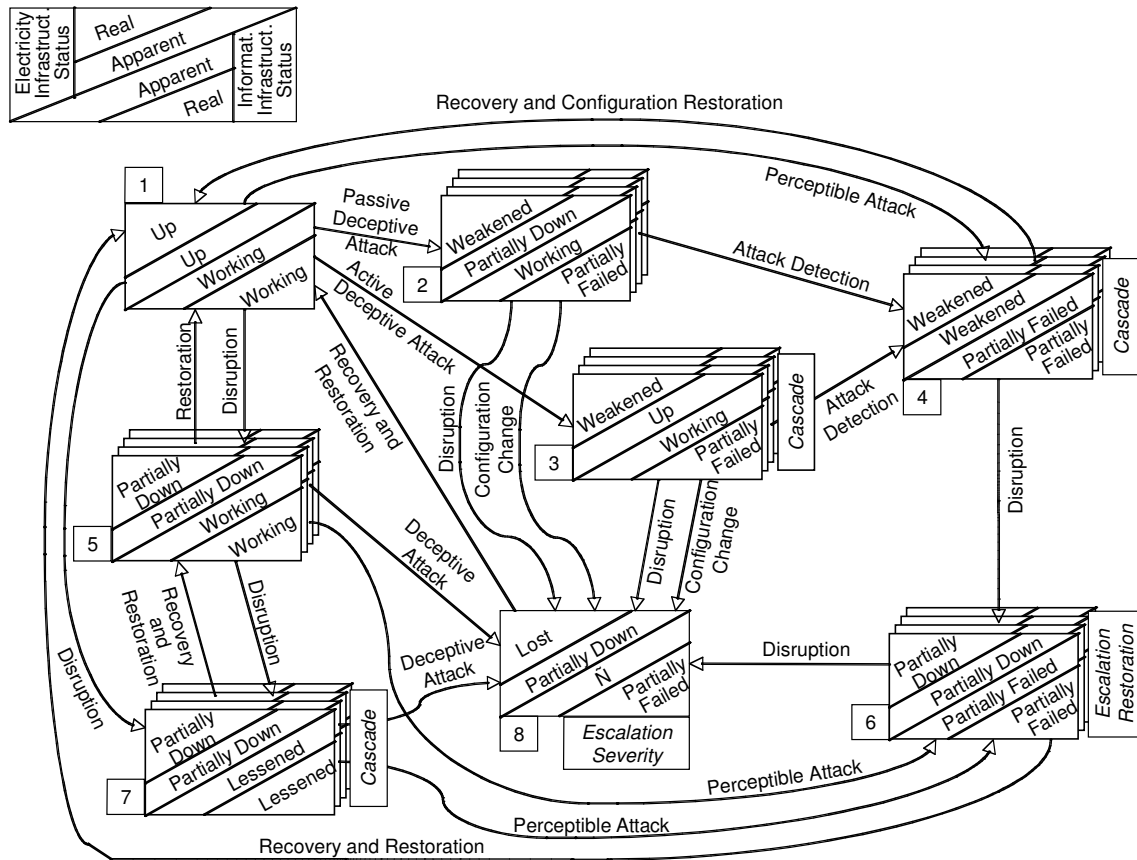 Electricity
Infrastruct.
Status
Real
Apparent
Apparent
Real
Informat.
Infrastruct.
Status
Recovery and Configuration Restoration
Perceptible Attack
1
Up
Up
Working
Working
Passive
Deceptive
Attack
Active
Deceptive Attack
2
Weakened
Partially Down
Working
Partially
Failed
Attack Detection
4
Weakened
Weakened
Partially Failed
Partially
Failed
Cascade
Restoration
Disruption
Recovery and
Restoration
Disruption
Configuration
Change
3
Weakened
Up
Working
Partially
Failed
Cascade
Attack
Detection
Disruption
5
Partially
Down
Partially Down
Working
Working
Deceptive
Attack
Disruption
Configuration
Change
Recovery
and
Restoration
Disruption
Disruption
Deceptive
Attack
8
Lost
Partially Down
N
Partially
Failed
Escalation
Severity
Disruption
6
Partially
Down
Partially Down
Partially Failed
Partially
Failed
Escalation
Restoration
7
Partially
Down
Partially Down
Lessened
Lessened
Cascade
Perceptible Attack
Perceptible Attack
Recovery and Restoration